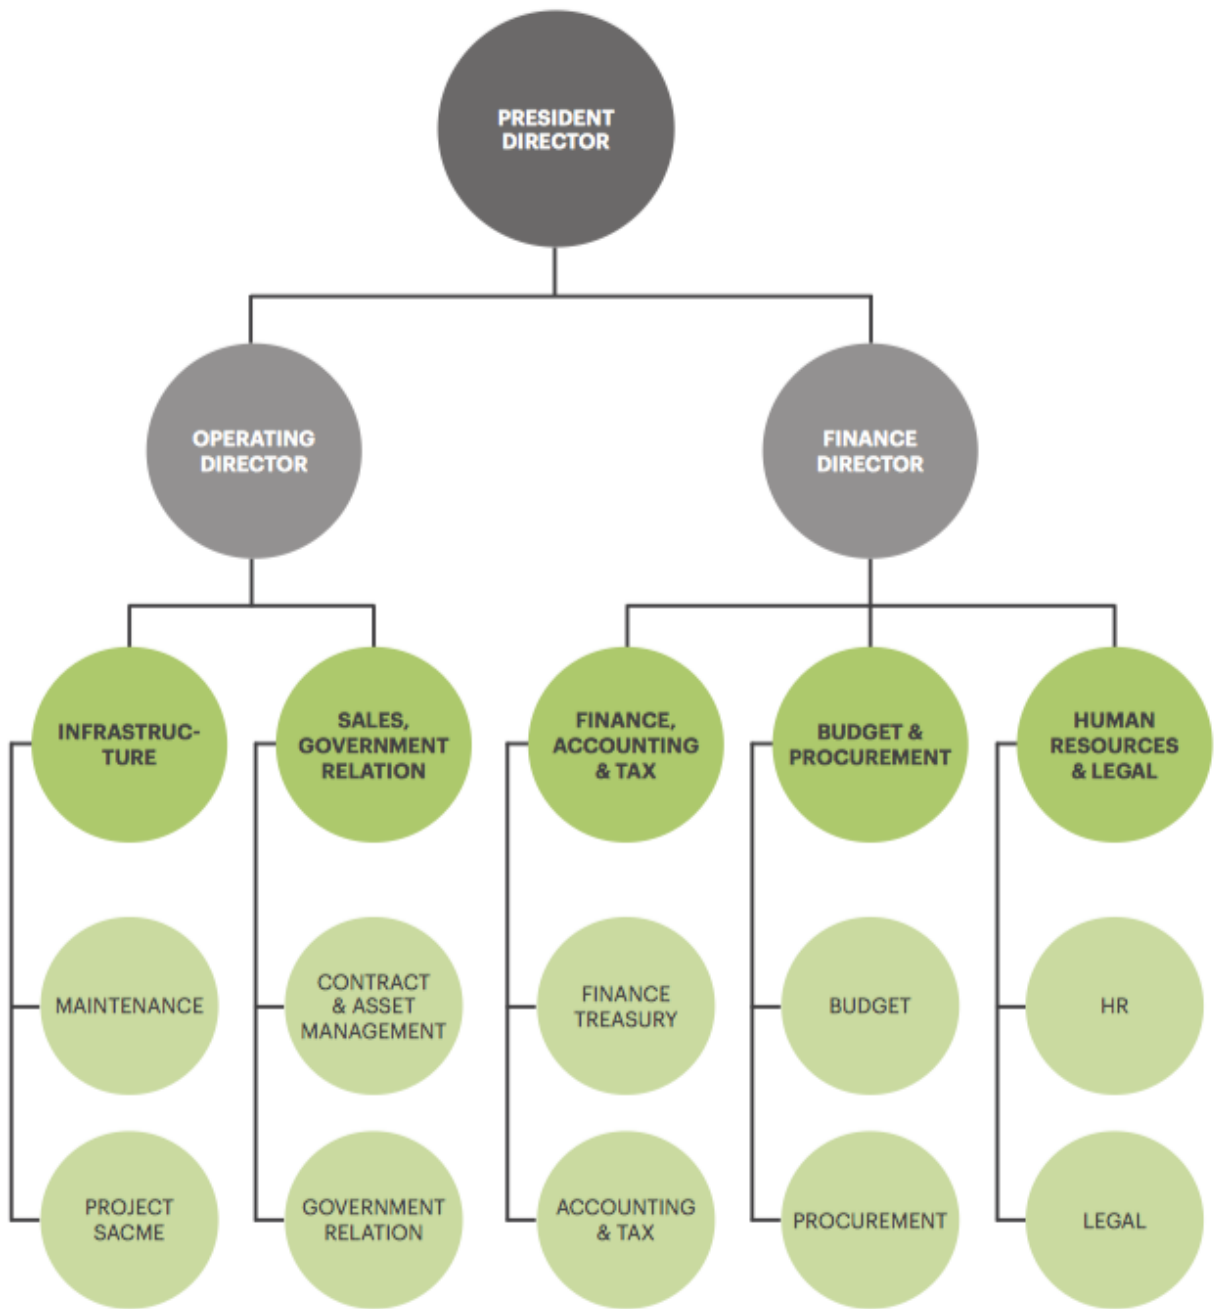 PRESIDENT
DIRECTOR
OPERATING
DIRECTOR
FINANCE
DIRECTOR
INFRASTRUC-
TURE
SALES,
GOVERNMENT
RELATION
FINANCE,
ACCOUNTING
& TAX
BUDGET &
PROCUREMENT
HUMAN
RESOURCES
& LEGAL
MAINTENANCE
CONTRACT
& ASSET
MANAGEMENT
FINANCE
TREASURY
BUDGET
HR
PROJECT
SACME
GOVERNMENT
RELATION
ACCOUNTING
& TAX
PROCUREMENT
LEGAL